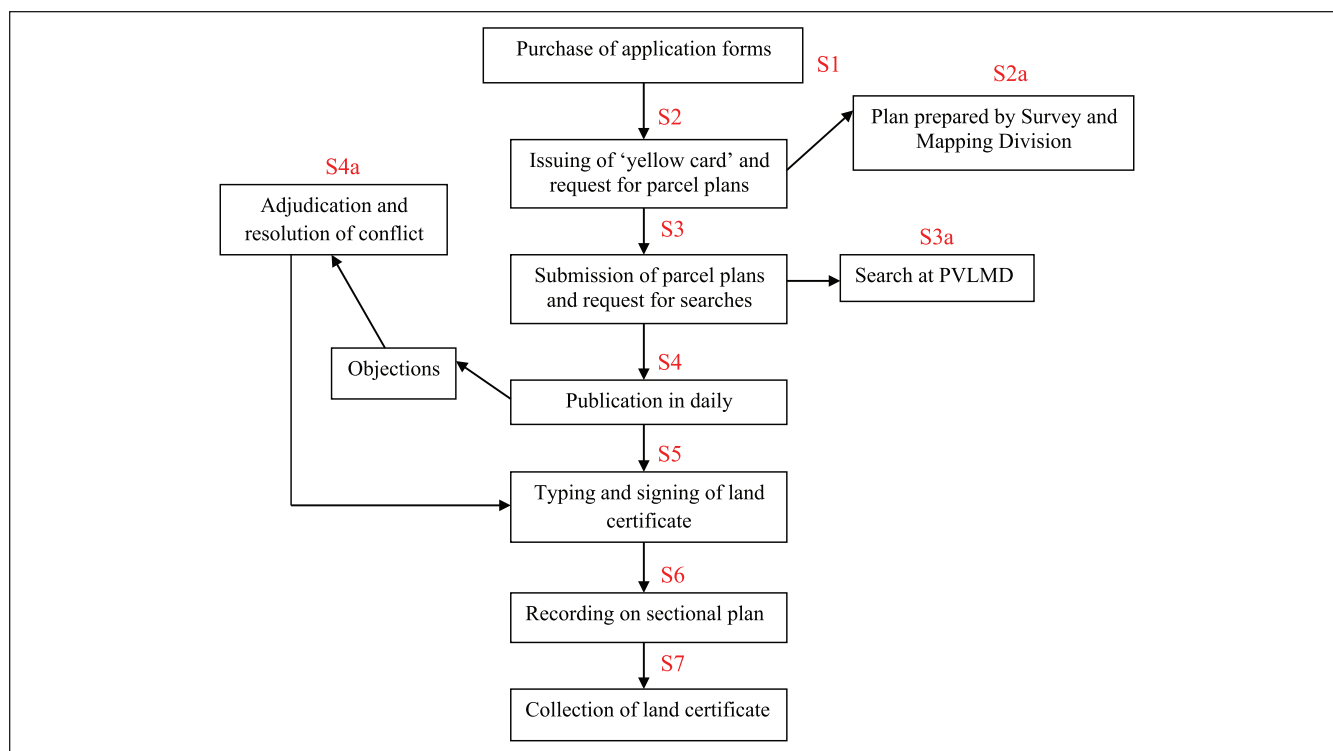 Purchase of application forms
S1
S2
S2a
Plan prepared by Survey and
Mapping Division
Issuing of ‘yellow card’ and
request for parcel plans
S4a
Adjudication and
resolution of conflict
S3
S3a
Submission of parcel plans
and request for searches
Search at PVLMD
Objections
S4
Publication in daily
S5
Typing and signing of land
certificate
S6
Recording on sectional plan
S7
Collection of land certificate